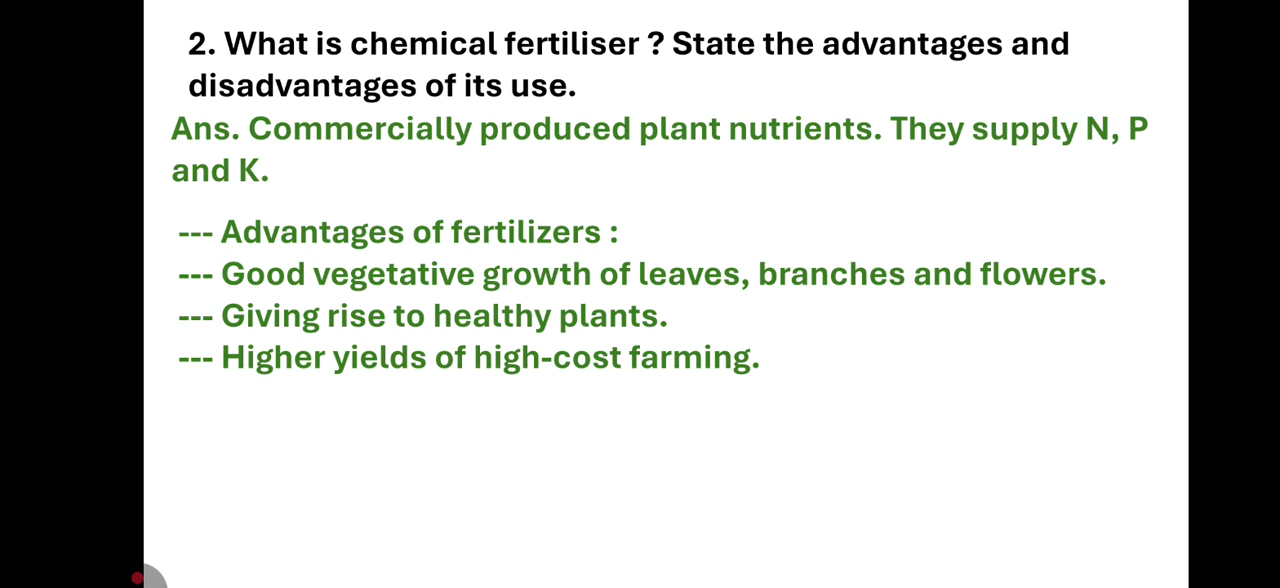 2. What is chemical fertiliser ? State the advantages and
disadvantages of its use.
Ans. Commercially produced plant nutrients. They supply N, P
and K.
--- Advantages of fertilizers :
--- Good vegetative growth of leaves, branches and flowers.
--- Giving rise to healthy plants.
--- Higher yields of high-cost farming.